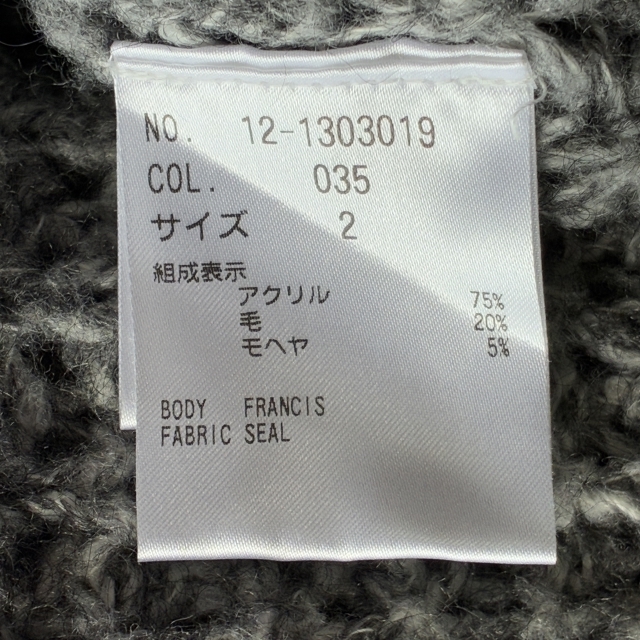 NO. 12-1303019
COL. 035
サイズ 2
組成表示
アクリル 75%
毛 20%
モヘヤ 5%
BODY FRANCIS
FABRIC SEAL